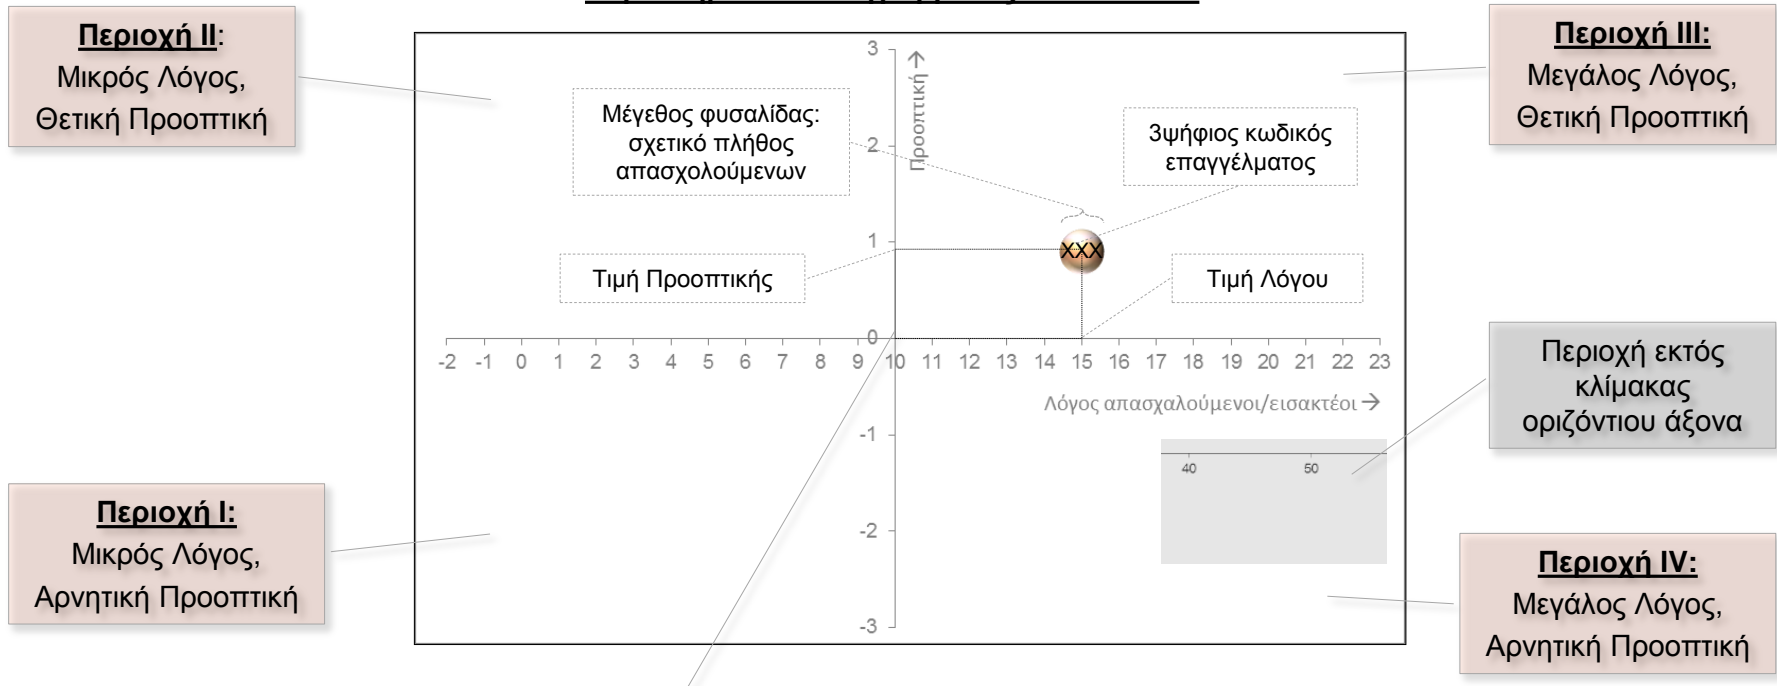 Περιοχή II:
Μικρός Λόγος,
Θετική Προοπτική
Περιοχή III:
Μεγάλος Λόγος,
Θετική Προοπτική
3
2
1
0
-1
-2
-3
Προοπτική →
Μέγεθος φυσαλίδας:
σχετικό πλήθος
απασχολούμενων
3ψήφιος κωδικός
επαγγέλματος
XXX
Τιμή Προοπτικής
Τιμή Λόγου
-2 -1 0 1 2 3 4 5 6 7 8 9 10 11 12 13 14 15 16 17 18 19 20 21 22 23
Λόγος απασχαλούμενοι/εισακτέοι →
Περιοχή εκτός
κλίμακας
οριζόντιου άξονα
40 50
Περιοχή I:
Μικρός Λόγος,
Αρνητική Προοπτική
Περιοχή IV:
Μεγάλος Λόγος,
Αρνητική Προοπτική